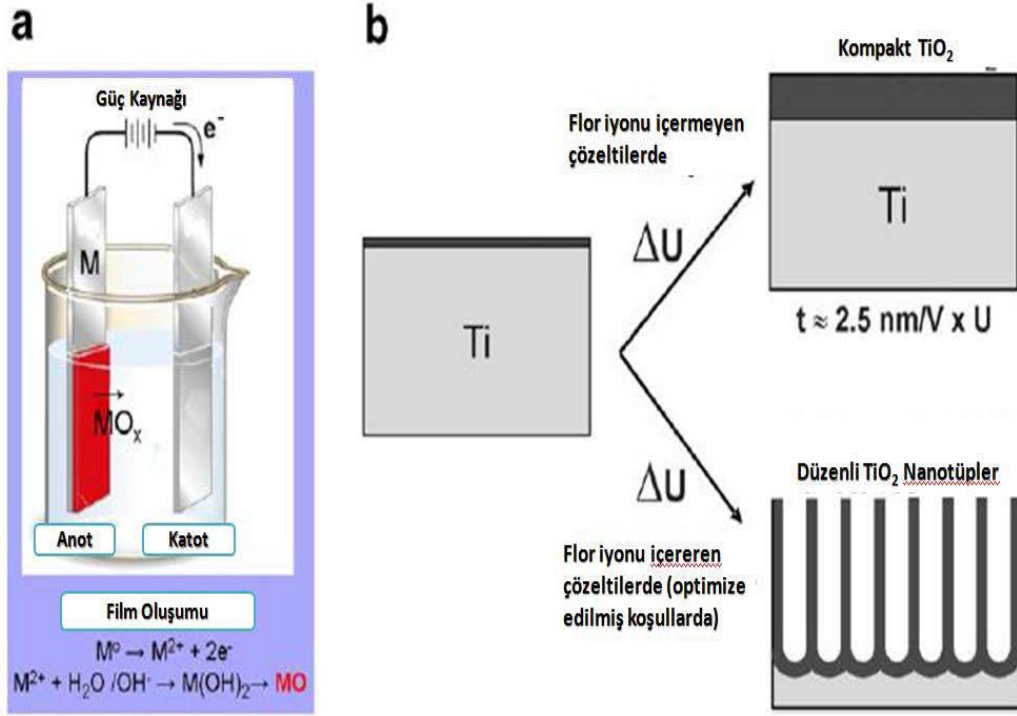 a
Güç Kaynağı
e⁻
M
MOₓ
Anot
Katot
Film Oluşumu
M⁰ → M²⁺ + 2e⁻
M²⁺ + H₂O /OH⁻ → M(OH)₂ → MO
b
Kompakt TiO₂
Flor iyonu içermeyen
çözeltilerde
ΔU
Ti
t ≈ 2.5 nm/V x U
Ti
ΔU
Düzenli TiO₂ Nanotüpler
Flor iyonu içereren
çözeltilerde (optimize
edilmiş koşullarda)